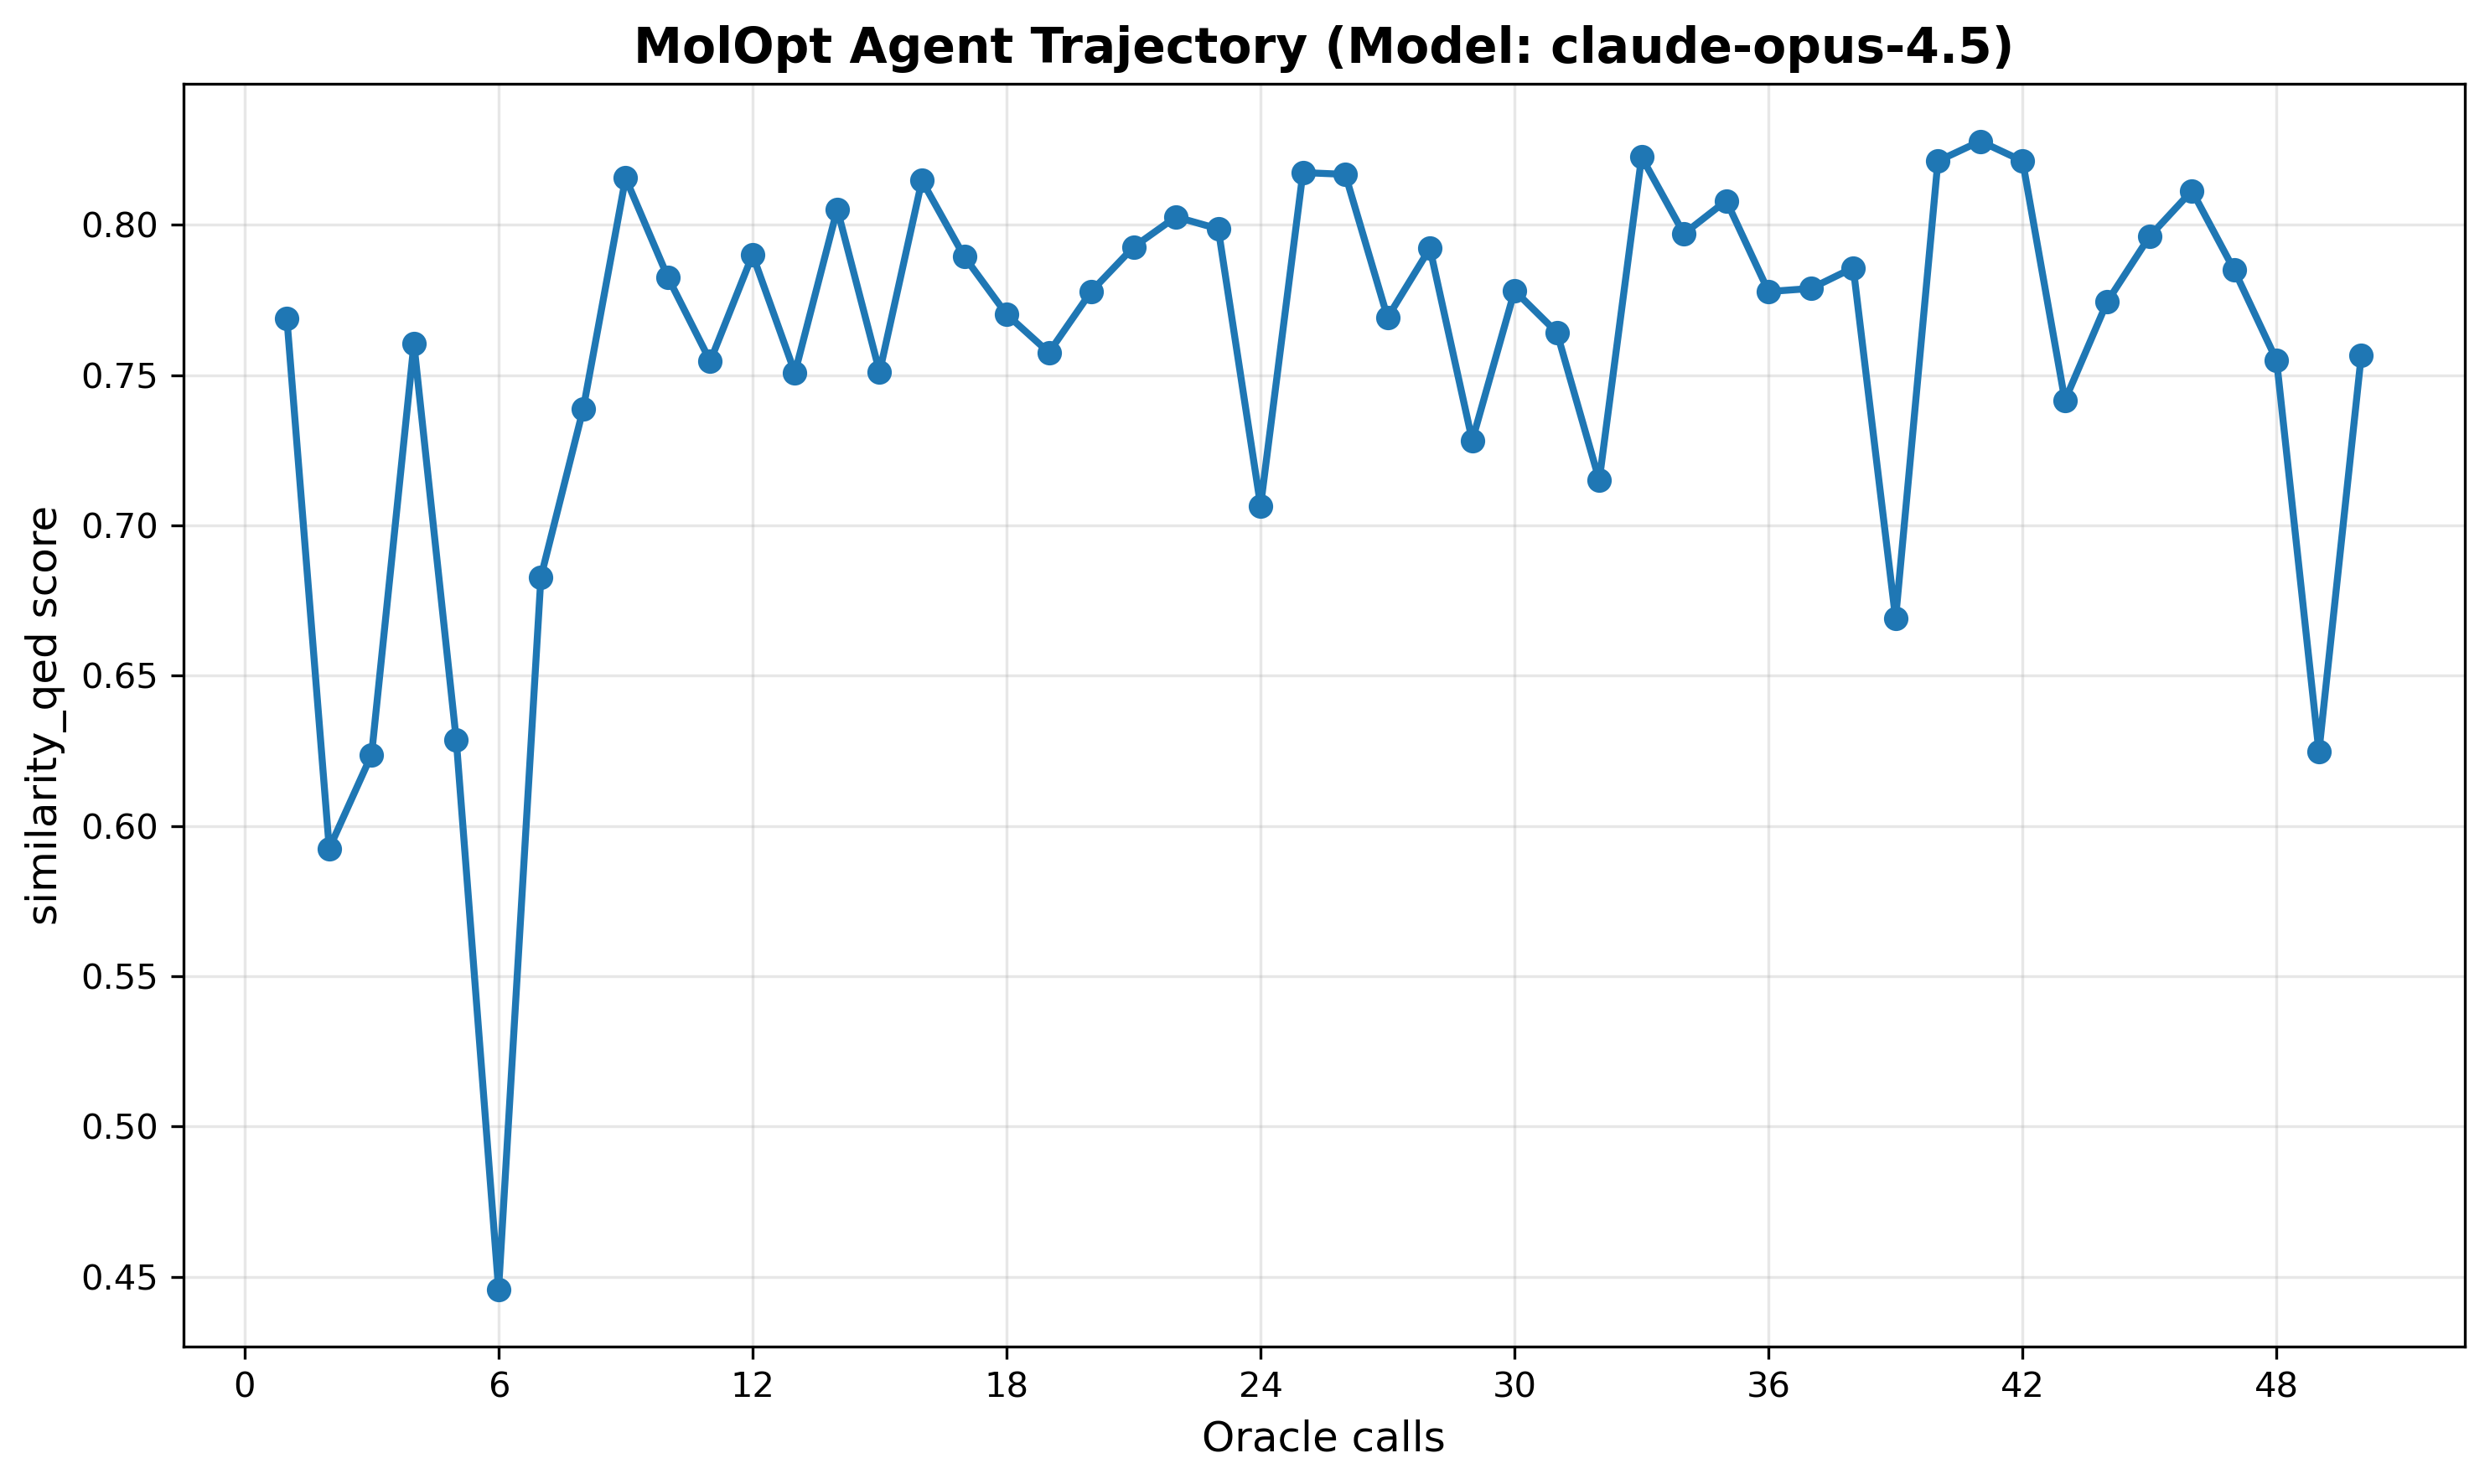 MolOpt Agent Trajectory (Model: claude-opus-4.5)
similarity_qed score
0.80
0.75
0.70
0.65
0.60
0.55
0.50
0.45
0 6 12 18 24 30 36 42 48
Oracle calls